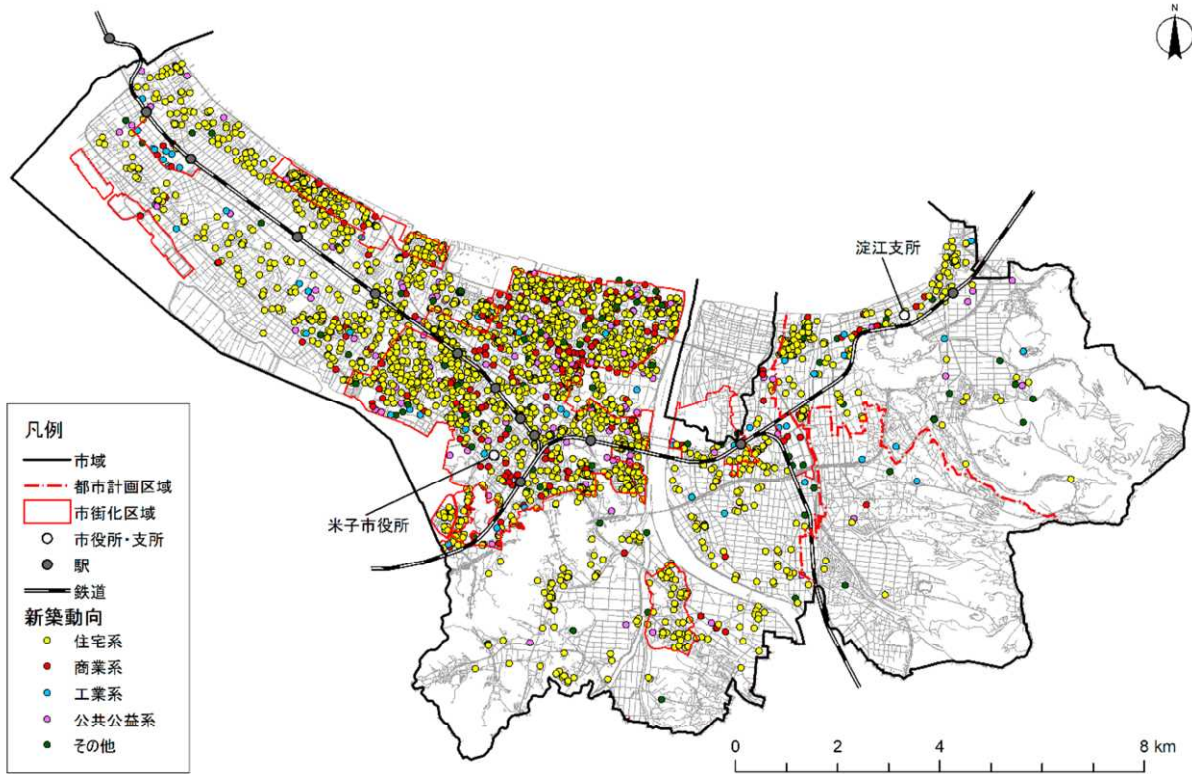 N
淀江支所
米子市役所
凡例
市域
都市計画区域
市街化区域
市役所・支所
駅
鉄道
新築動向
住宅系
商業系
工業系
公共公益系
その他
0 2 4 8 km